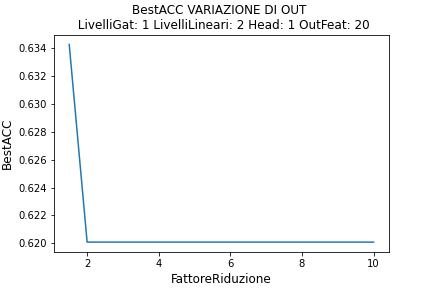 BestACC VARIAZIONE DI OUT
LivelliGat: 1 LivelliLineari: 2 Head: 1 OutFeat: 20
0.634
0.632
0.630
0.628
0.626
0.624
0.622
0.620
BestACC
2 4 6 8 10
FattoreRiduzione